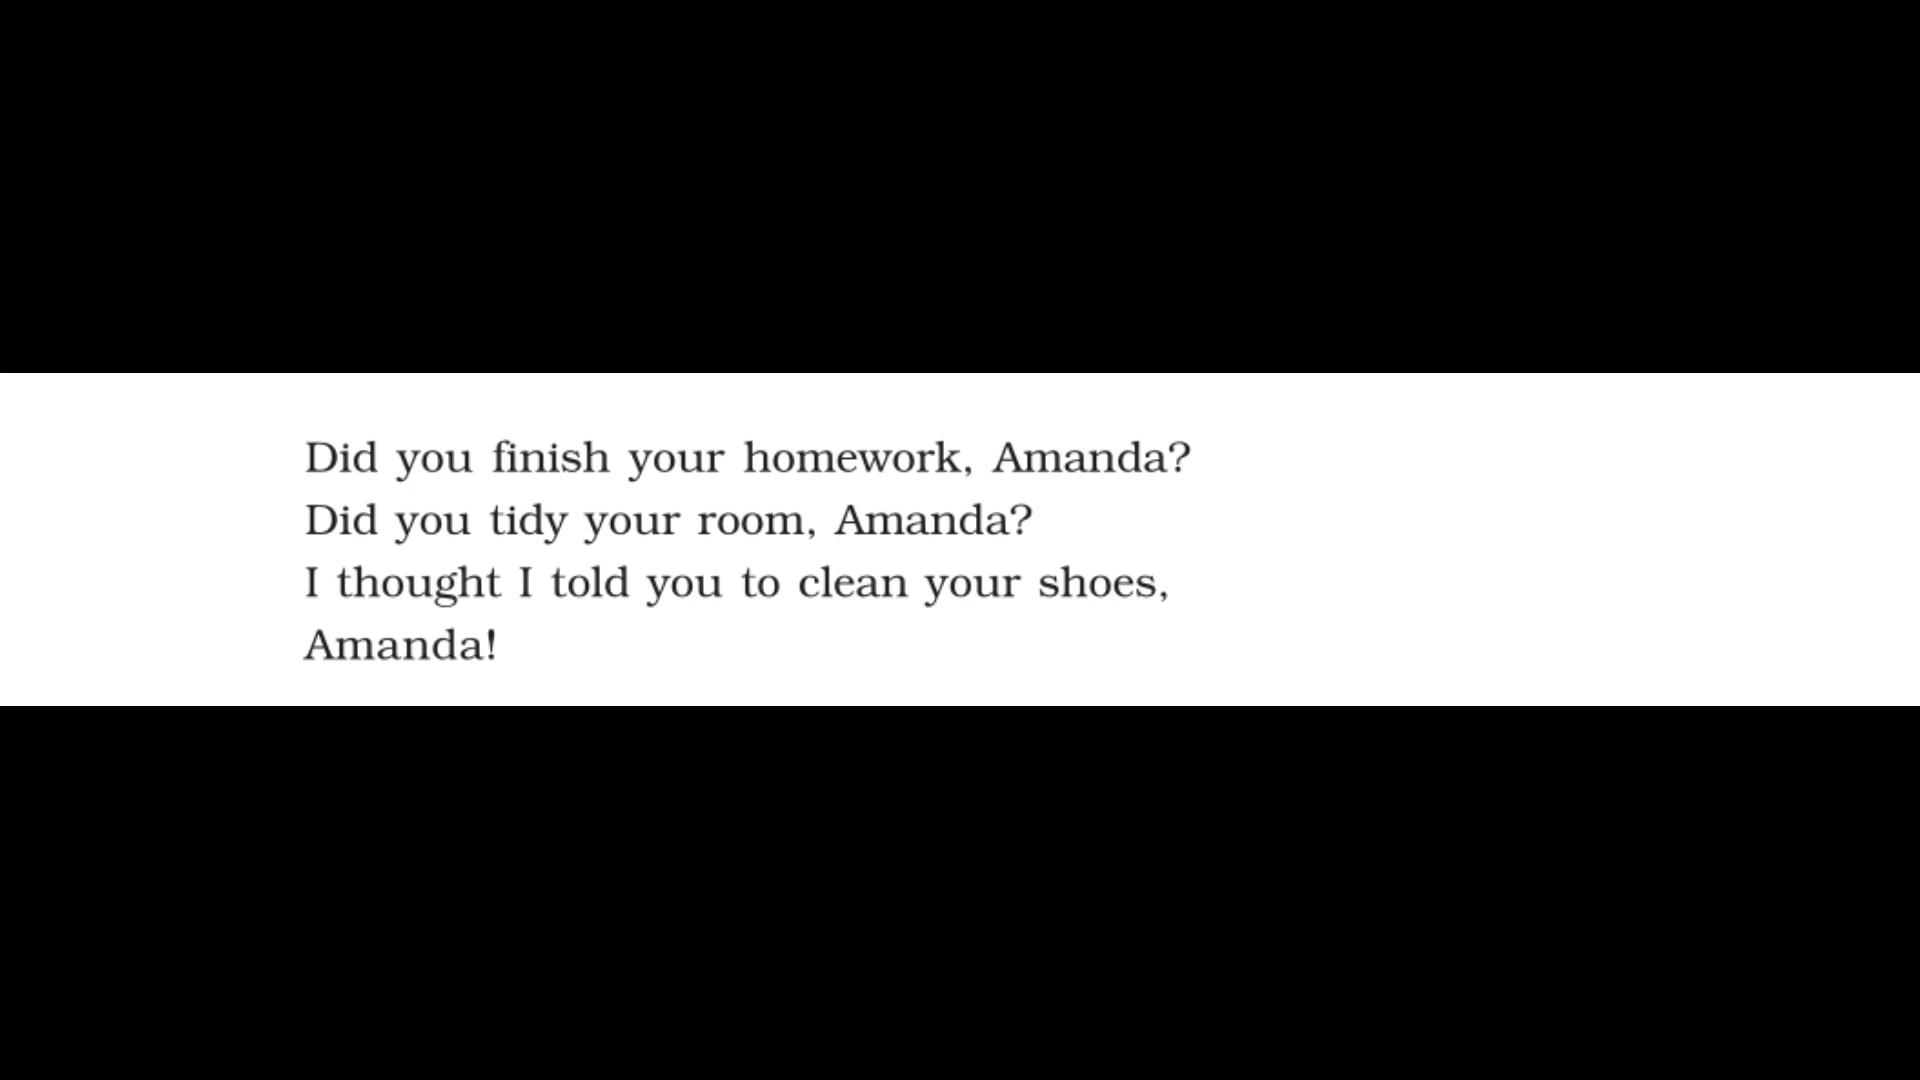 Did you finish your homework, Amanda?
Did you tidy your room, Amanda?
I thought I told you to clean your shoes,
Amanda!